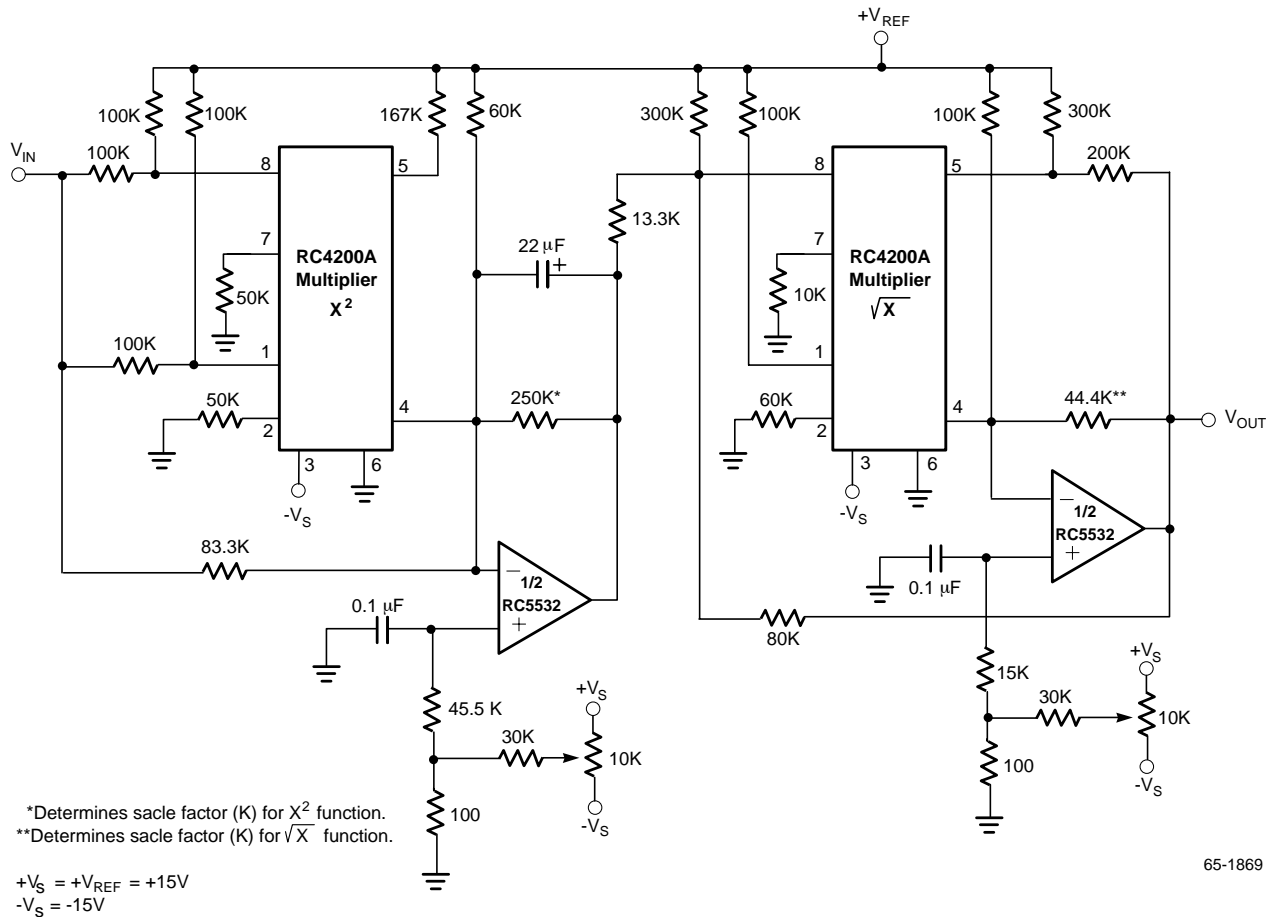 +VREF
100K
100K
167K
60K
300K
100K
100K
300K
VIN
100K
8
5
13.3K
8
5
200K
7
RC4200A
Multiplier
X2
50K
22 µF
+
7
RC4200A
Multiplier
√X
10K
100K
1
1
50K
2
4
250K*
60K
2
4
44.4K**
VOUT
3
6
-VS
3
6
-VS
83.3K
−
1/2
RC5532
+
−
1/2
RC5532
+
0.1 µF
0.1 µF
80K
45.5 K
30K
+VS
10K
-VS
100
15K
30K
+VS
10K
-VS
100
*Determines sacle factor (K) for X2 function.
**Determines sacle factor (K) for √X function.
+VS = +VREF = +15V
-VS = -15V
65-1869